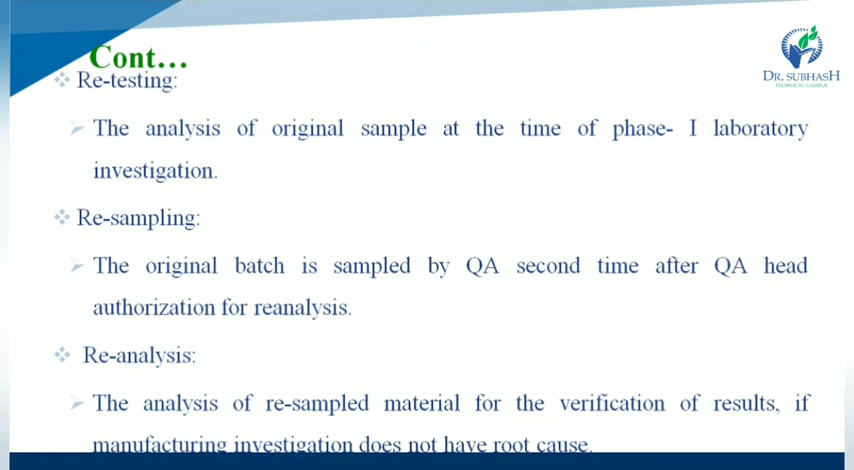 Cont…
DR. SUBHASH
TECHNICAL CAMPUS
Re-testing:
The analysis of original sample at the time of phase- I laboratory
investigation.
Re-sampling:
The original batch is sampled by QA second time after QA head
authorization for reanalysis.
Re-analysis:
The analysis of re-sampled material for the verification of results, if
manufacturing investigation does not have root cause.